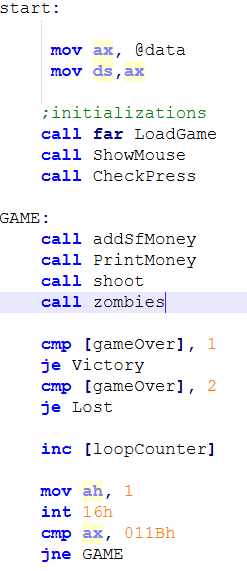 start:
mov ax, @data
mov ds,ax
;initializations
call far LoadGame
call ShowMouse
call CheckPress
GAME:
call addSfMoney
call PrintMoney
call shoot
call zombies
cmp [gameOver], 1
je Victory
cmp [gameOver], 2
je Lost
inc [loopCounter]
mov ah, 1
int 16h
cmp ax, 011Bh
jne GAME